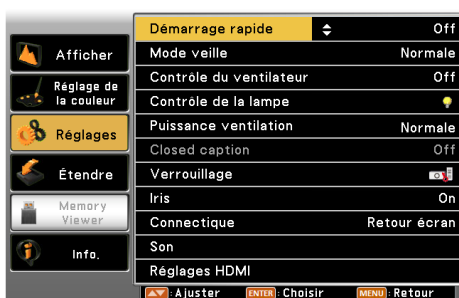 Afficher
Réglage de
la couleur
Réglages
Étendre
Memory
Viewer
Info.
Démarrage rapide Off
Mode veille Normale
Contrôle du ventilateur Off
Contrôle de la lampe
Puissance ventilation Normale
Closed caption Off
Verrouillage
Iris On
Connectique Retour écran
Son
Réglages HDMI
: Ajuster ENTER : Choisir MENU : Retour